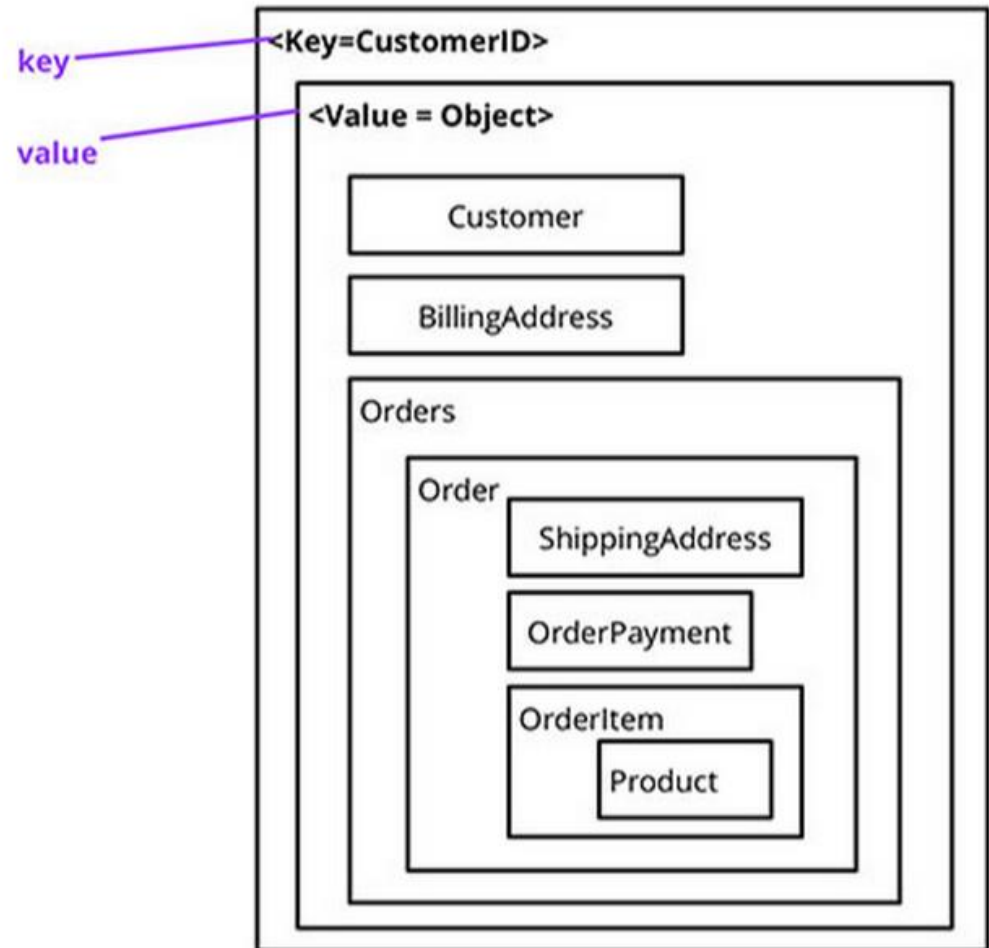 <Key=CustomerID>
key
<Value = Object>
value
Customer
BillingAddress
Orders
Order
ShippingAddress
OrderPayment
OrderItem
Product